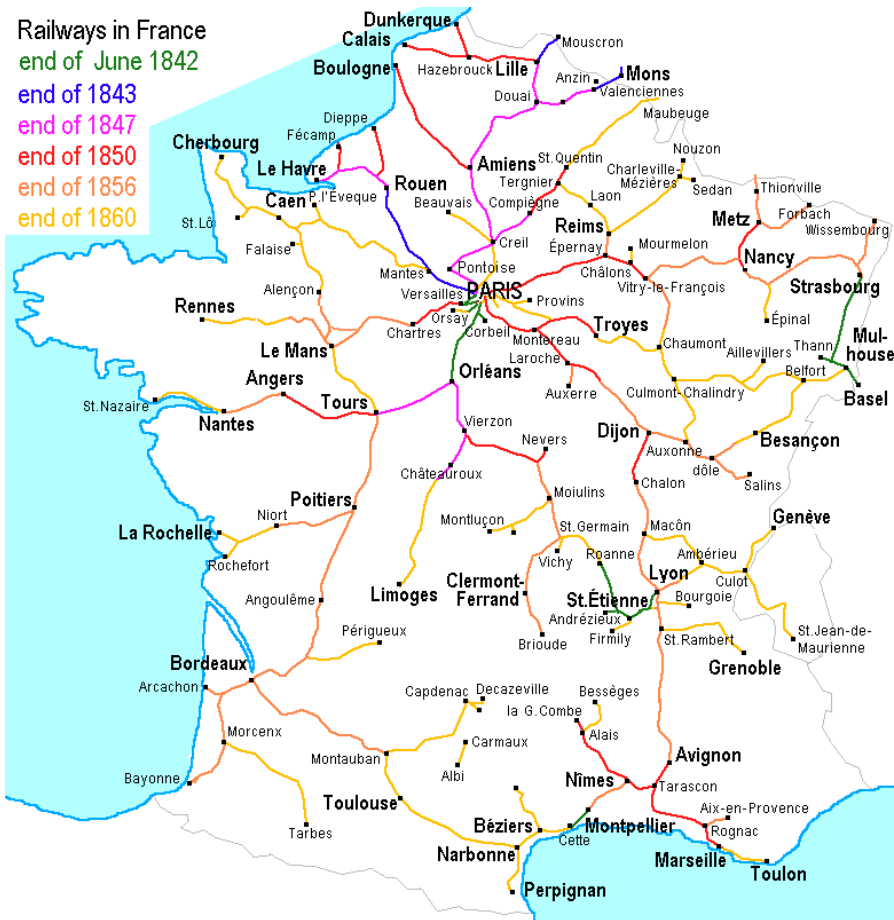 Railways in France
end of June 1842
end of 1843
end of 1847
end of 1850
end of 1856
end of 1860
Dunkerque
Calais
Boulogne
Hazebrouck
Lille
Mouscron
Anzin
Mons
Douai
Valenciennes
Maubeuge
Dieppe
Fécamp
Cherbourg
Le Havre
Rouen
Amiens
St.Quentin
Tergnier
Nouzon
Charleville-
Mézières
Sedan
Thionville
Caen
P.l'Eveque
Beauvais
Compiègne
Laon
Reims
Metz
Forbach
Wissembourg
St.Lô
Falaise
Creil
Épernay
Mourmelon
Nancy
Mantes
Pontoise
Châlons
Vitry-le-François
Strasbourg
Alençon
Versailles
PARIS
Orsay
Corbeil
Provins
Rennes
Chartres
Montereau
Troyes
Épinal
Le Mans
Laroche
Chaumont
Aillevillers
Thann
Mul-
house
Angers
Orléans
Auxerre
Culmont-Chalindry
Belfort
Basel
St.Nazaire
Nantes
Tours
Vierzon
Nevers
Dijon
Auxonne
Besançon
dôle
Châteauroux
Chalon
Salins
Poitiers
Moiulins
Niort
La Rochelle
Montluçon
St.Germain
Macôn
Genève
Rochefort
Vichy
Roanne
Ambérieu
Limoges
Clermont-
Ferrand
Lyon
Culot
St.Étienne
Bourgoie
Angoulême
Andrézieux
Firmily
St.Rambert
St.Jean-de-
Maurienne
Périgueux
Brioude
Grenoble
Bordeaux
Arcachon
Capdenac
Decazeville
Bessèges
la G.Combe
Morcenx
Carmaux
Alais
Montauban
Albi
Avignon
Bayonne
Nîmes
Tarascon
Toulouse
Aix-en-Provence
Tarbes
Béziers
Montpellier
Rognac
Cette
Narbonne
Marseille
Toulon
Perpignan